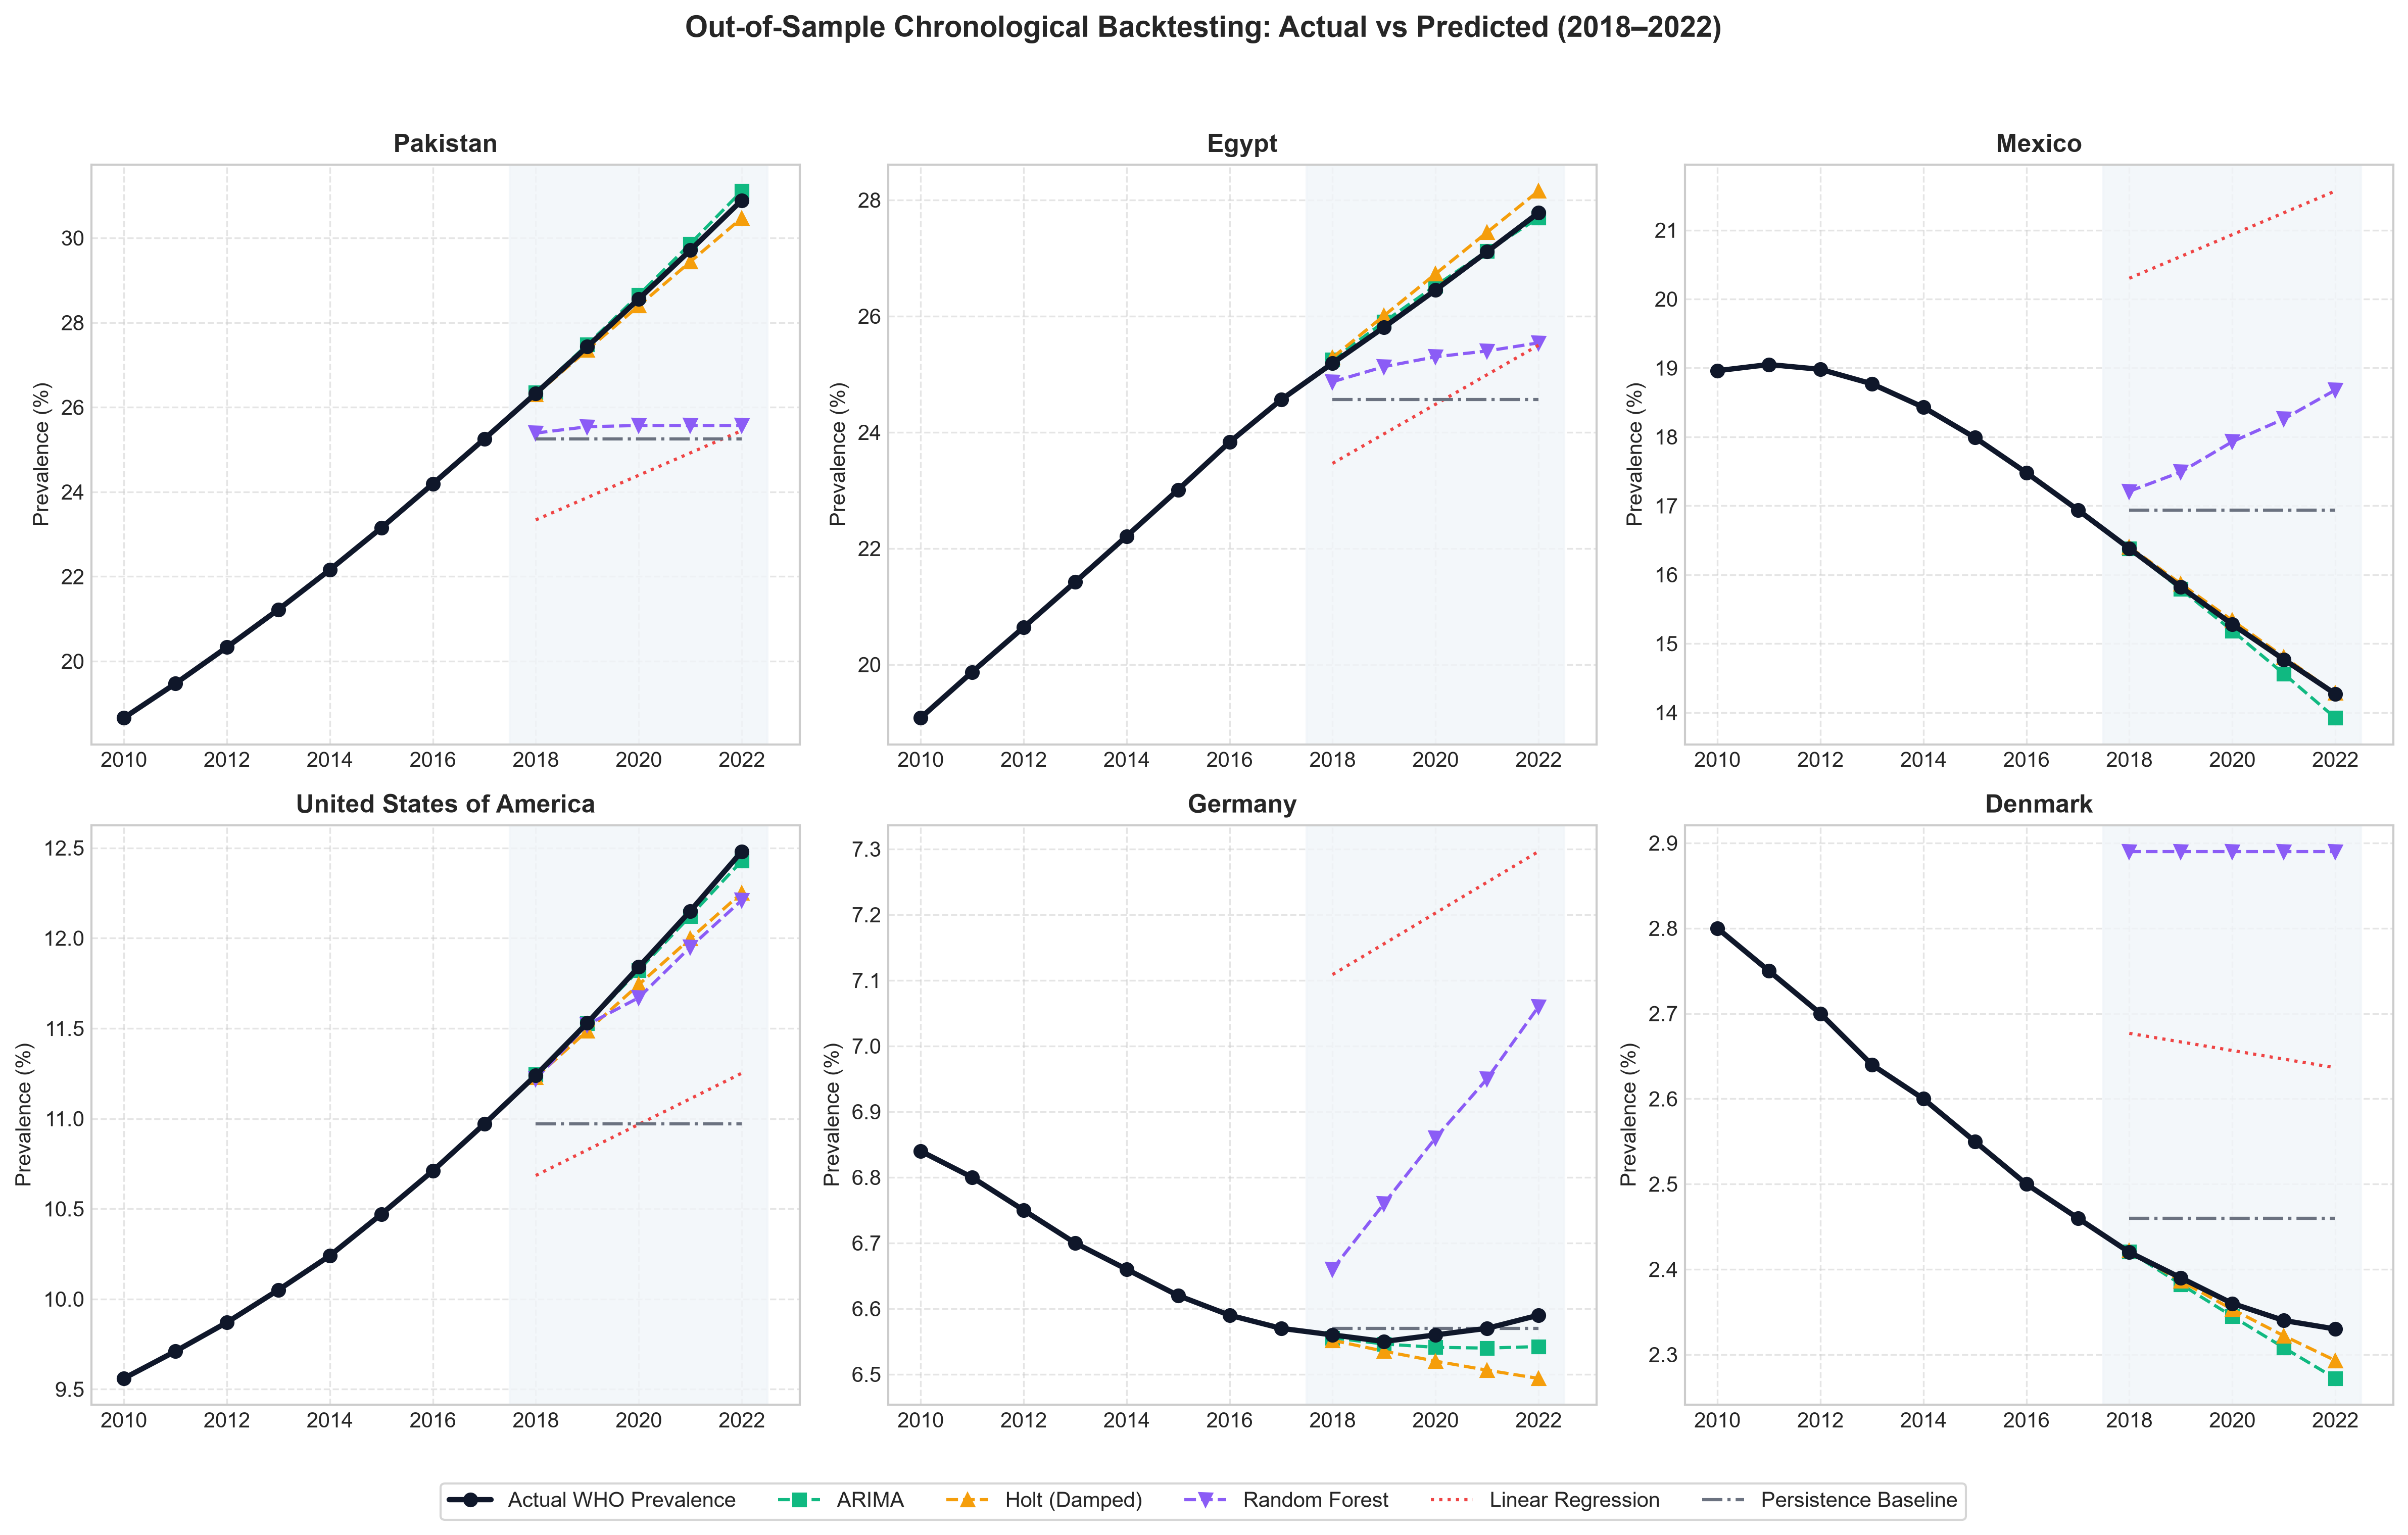 Out-of-Sample Chronological Backtesting: Actual vs Predicted (2018–2022)
Pakistan
Prevalence (%)
30
28
26
24
22
20
2010 2012 2014 2016 2018 2020 2022
Egypt
Prevalence (%)
28
26
24
22
20
2010 2012 2014 2016 2018 2020 2022
Mexico
Prevalence (%)
21
20
19
18
17
16
15
14
2010 2012 2014 2016 2018 2020 2022
United States of America
Prevalence (%)
12.5
12.0
11.5
11.0
10.5
10.0
9.5
2010 2012 2014 2016 2018 2020 2022
Germany
Prevalence (%)
7.3
7.2
7.1
7.0
6.9
6.8
6.7
6.6
6.5
2010 2012 2014 2016 2018 2020 2022
Denmark
Prevalence (%)
2.9
2.8
2.7
2.6
2.5
2.4
2.3
2010 2012 2014 2016 2018 2020 2022
Actual WHO Prevalence ARIMA Holt (Damped) Random Forest Linear Regression Persistence Baseline